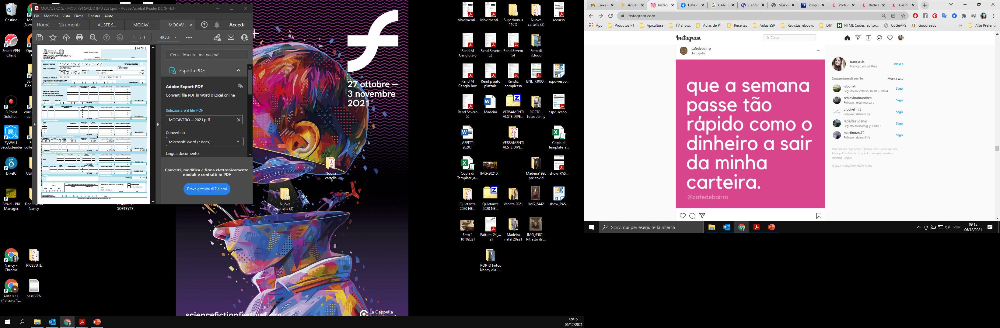 Cestino
Smart VPN
Client
B.Point
Solutio...
ZyWALL
SecuExtender
DikeIC
Bit4id - PKI
Manager
Documenti
Nancy
BONIFICO
SOFTBYTE
Nancy -
Chrome
RICEVUTE
Alste s.r.l.
(Persona 1...
pass VPN
MOCAVERO S. - MOD. F24 SALDO IMU 2021.pdf - Adobe Acrobat Reader DC (64-bit)
File Modifica Vista Firma Finestra Aiuto
Home Strumenti AL.STE S... MOCAV... MOCAV... Accedi
1 / 1 40,8%
MODELLO DI PAGAMENTO
UNIFICATO
MOCAVERO STEFANO
TRIESTE
TRIESTE VIA DIAZ 7
Cerca 'Inserire una pagina'
Esporta PDF
Adobe Export PDF
Converti file PDF in Word o Excel online
Selezionare il file PDF
MOCAVERO ... 2021.pdf
Converti in
Microsoft Word (*.docx)
Lingua documento:
Converti, modifica e firma elettronicamente
moduli e contratti in PDF
Prova gratuita di 7 giorni
27 ottobre —
3 novembre
2021
Nuova
cartella
Nuova
cartella (3)
sciencefictionfestival.org
La Cappella
Underground
Movimenti...
Movimenti...
Superbonus
110%
Nuova
cartella (2)
recurso
Rend M
Cengio 2-3
Rend Severo
52
Rend Severo
54
Foto di
iCloud
Rend M
Cengio box
Rend p auto
piazzale
Rendic
complesso
BNL_73000...
espd-respo...
Rend Severo
50
Madeira
VERSAMENTI
ALSTE DIPE...
PORTO -
fotos Jenny
espd-respo...
AFFITTI
2020.1
VERSAMENTI
ALSTE DIPE...
Copia di
Template_a...
Copia di
Template_a...
IMG-20210...
Madeira1920
pre covid
show_PAS...
Quietanze
2020 NE...
Quietanze
2020 NE...
Veneza 2021
IMG_6442
show_PAS...
Foto 1
10102021
Fattura-24_...
(2)
Madeira
natal 20a21
IMG_6582 -
Ritratto di ...
PORTO Fotos
Nancy dia 1...
09:15
06/12/2021
Caixa Aquari Instag Café d CANÇÕ Cancio Música Progra Portug Rede E Ensino
instagram.com
App Produtos PT Apicultura TV shows Aulas de PT Receitas Aulas ESP Revistas, ebooks DIY HTML Codes, Editor... CoGeAPS Goodreads » Altri Preferiti
Instagram
Cerca
cafedebairro
Portogallo
que a semana
passe tão
rápido como o
dinheiro a sair
da minha
carteira.
@cafedebairro
nancyreis
Nancy Lemos Reis
Passa a
Suggerimenti per te Mostra tutti
ivbonati
Seguito da stefania_16_81 + altri 4
Segui
schiavinatoandrea
Follower: massimo_care
Segui
crochet_n.5
Follower: dafneninfa
Segui
lapastaeugenio
Seguito da arvenig_y + altri 1
Segui
martino.m.79
Follower: dafneninfa
Segui
Informazioni · Assistenza · Stampa · API · Lavora con noi ·
Privacy · Condizioni · Luoghi · Account più popolari ·
Hashtag · Lingua
© 2021 INSTAGRAM FROM META
Scrivi qui per eseguire la ricerca
POR
09:15
06/12/2021